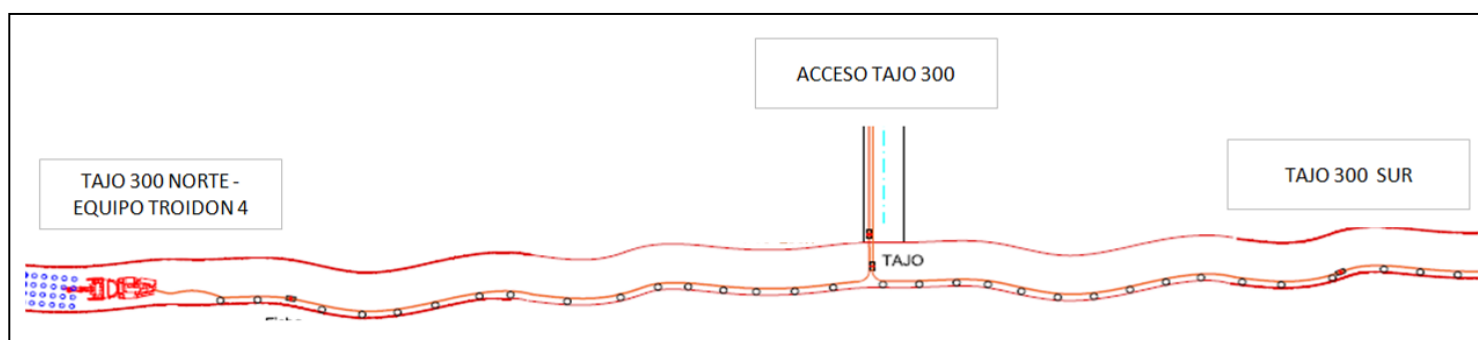 ACCESO TAJO 300
TAJO 300 NORTE -
EQUIPO TROIDON 4
TAJO 300 SUR
TAJO